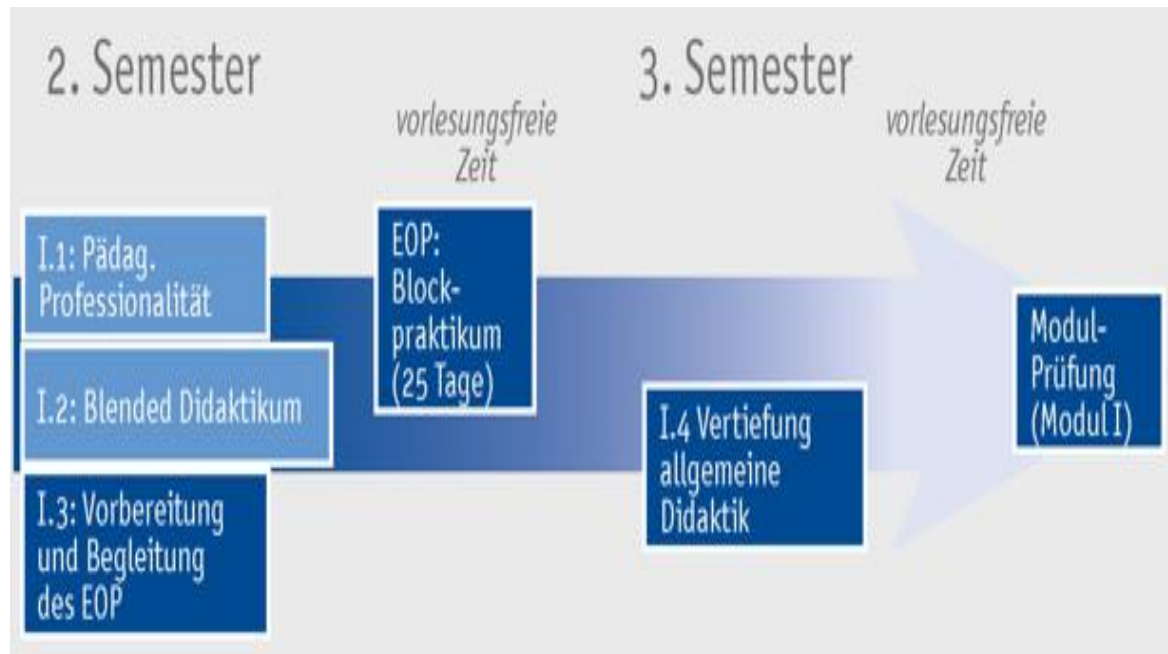 2. Semester
vorlesungsfreie
Zeit
3. Semester
vorlesungsfreie
Zeit
I.1: Pädag.
Professionalität
I.2: Blended Didaktikum
I.3: Vorbereitung
und Begleitung
des EOP
EOP:
Block-
praktikum
(25 Tage)
I.4 Vertiefung
allgemeine
Didaktik
Modul-
Prüfung
(Modul I)